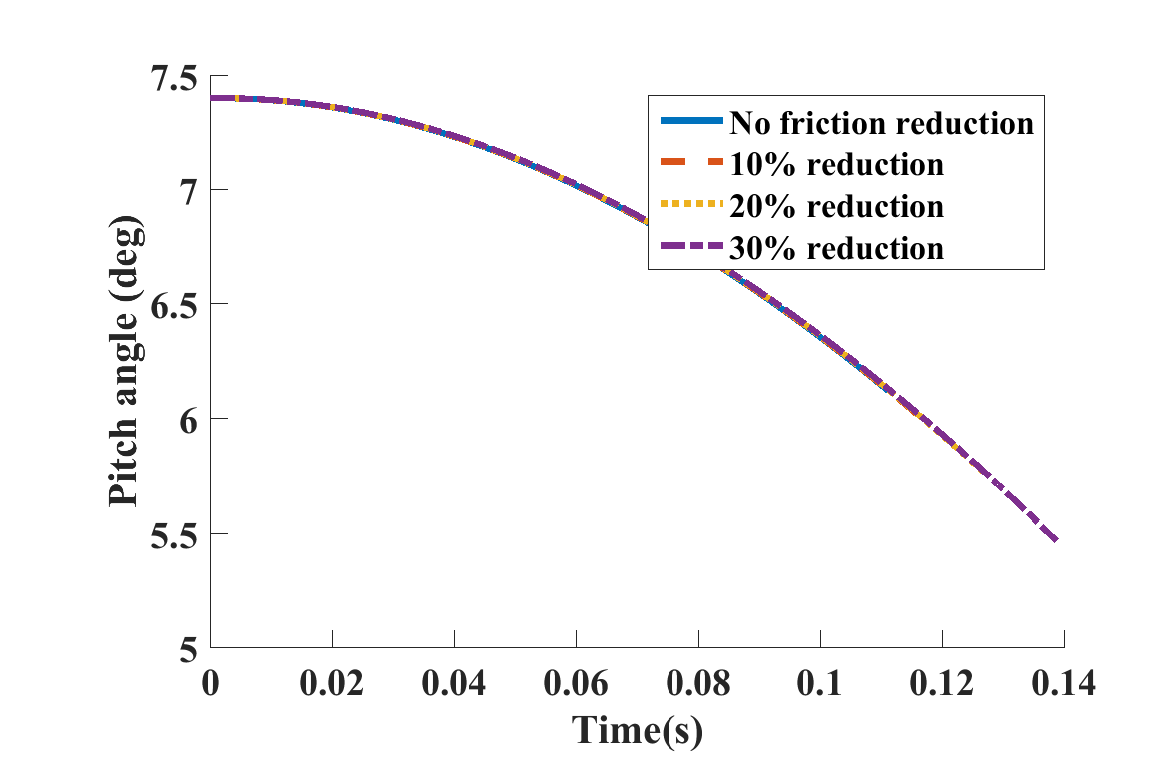 7.5
7
6.5
6
5.5
5
Pitch angle (deg)
No friction reduction
10% reduction
20% reduction
30% reduction
0 0.02 0.04 0.06 0.08 0.1 0.12 0.14
Time(s)